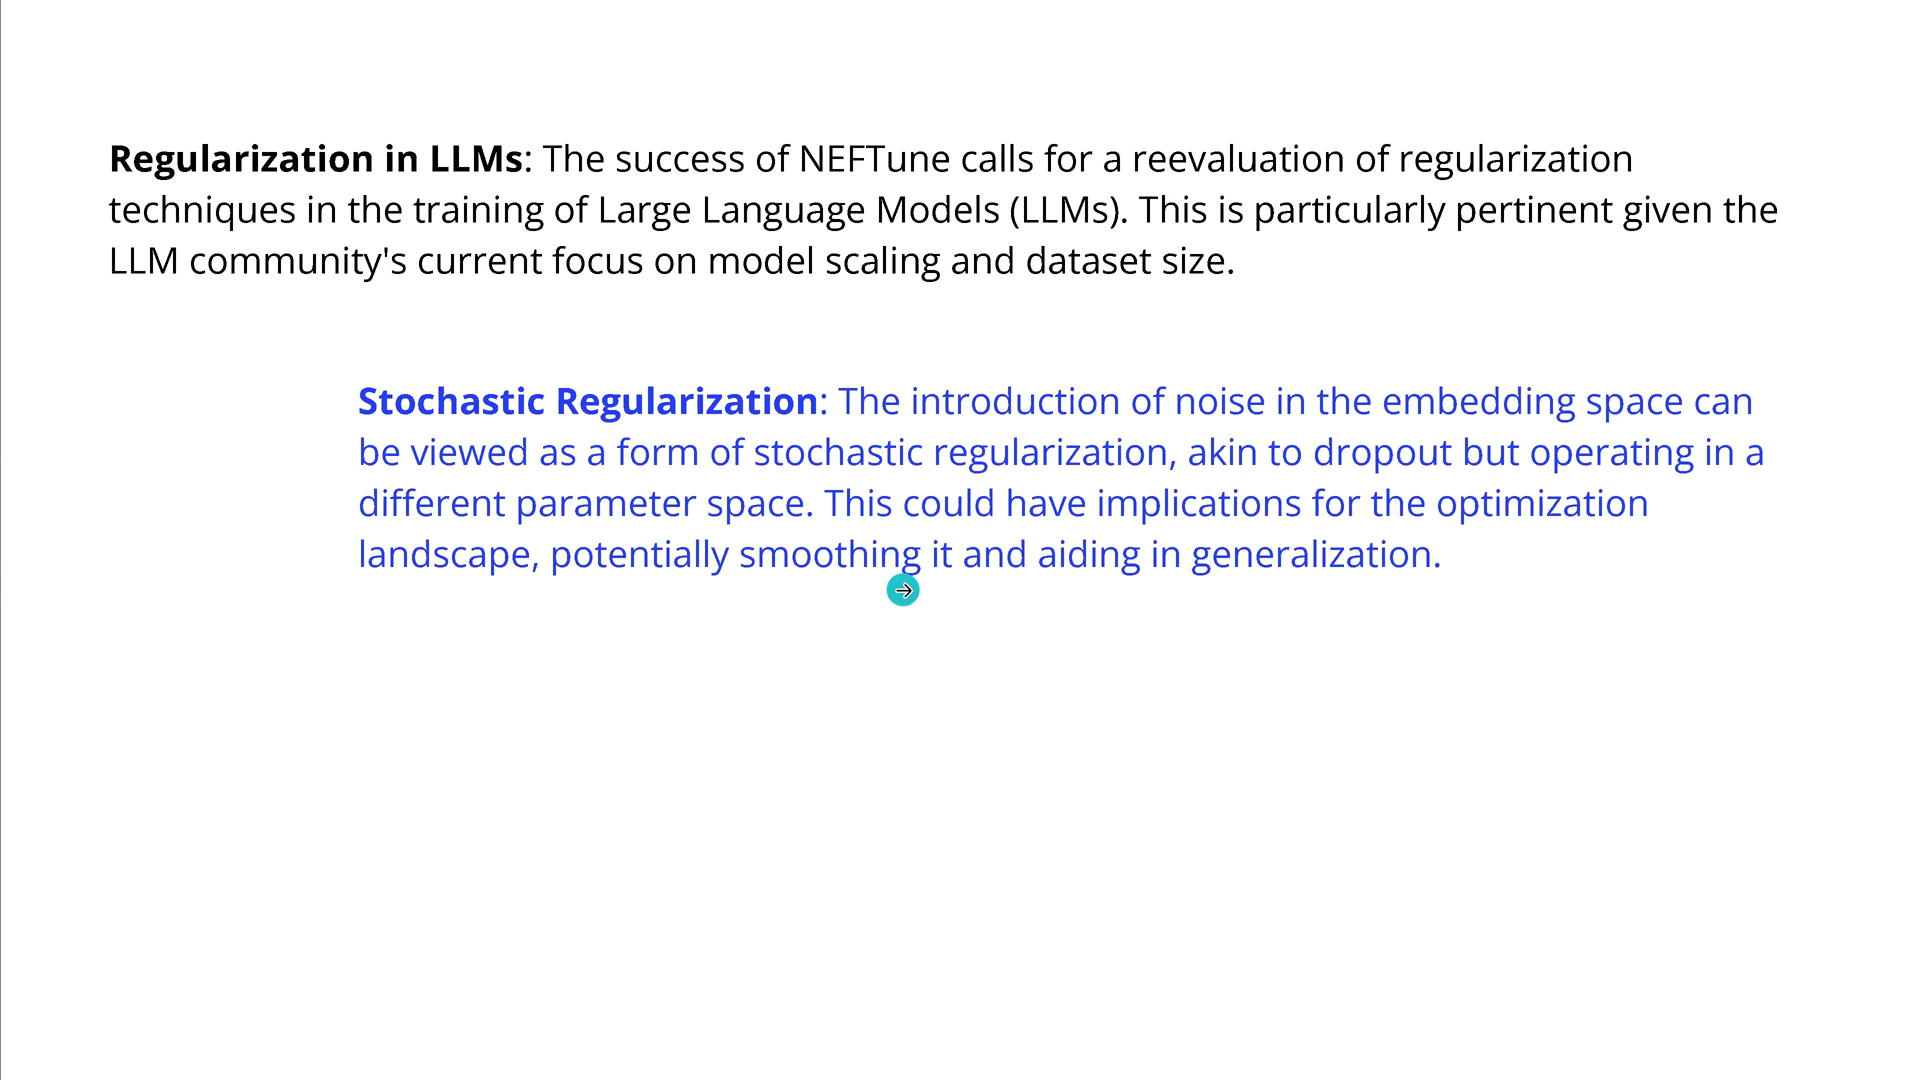 Regularization in LLMs: The success of NEFTune calls for a reevaluation of regularization
techniques in the training of Large Language Models (LLMs). This is particularly pertinent given the
LLM community's current focus on model scaling and dataset size.
Stochastic Regularization: The introduction of noise in the embedding space can
be viewed as a form of stochastic regularization, akin to dropout but operating in a
different parameter space. This could have implications for the optimization
landscape, potentially smoothing it and aiding in generalization.